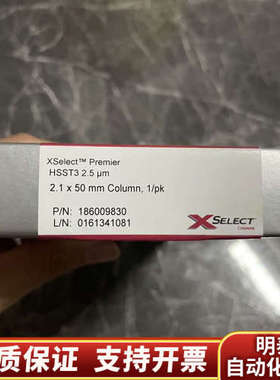 XSelect™ Premier
HSST3 2.5 μm
2.1 x 50 mm Column, 1/pk
P/N: 186009830
L/N: 0161341081
XSELECT
质保证 支持开票
明
自动化